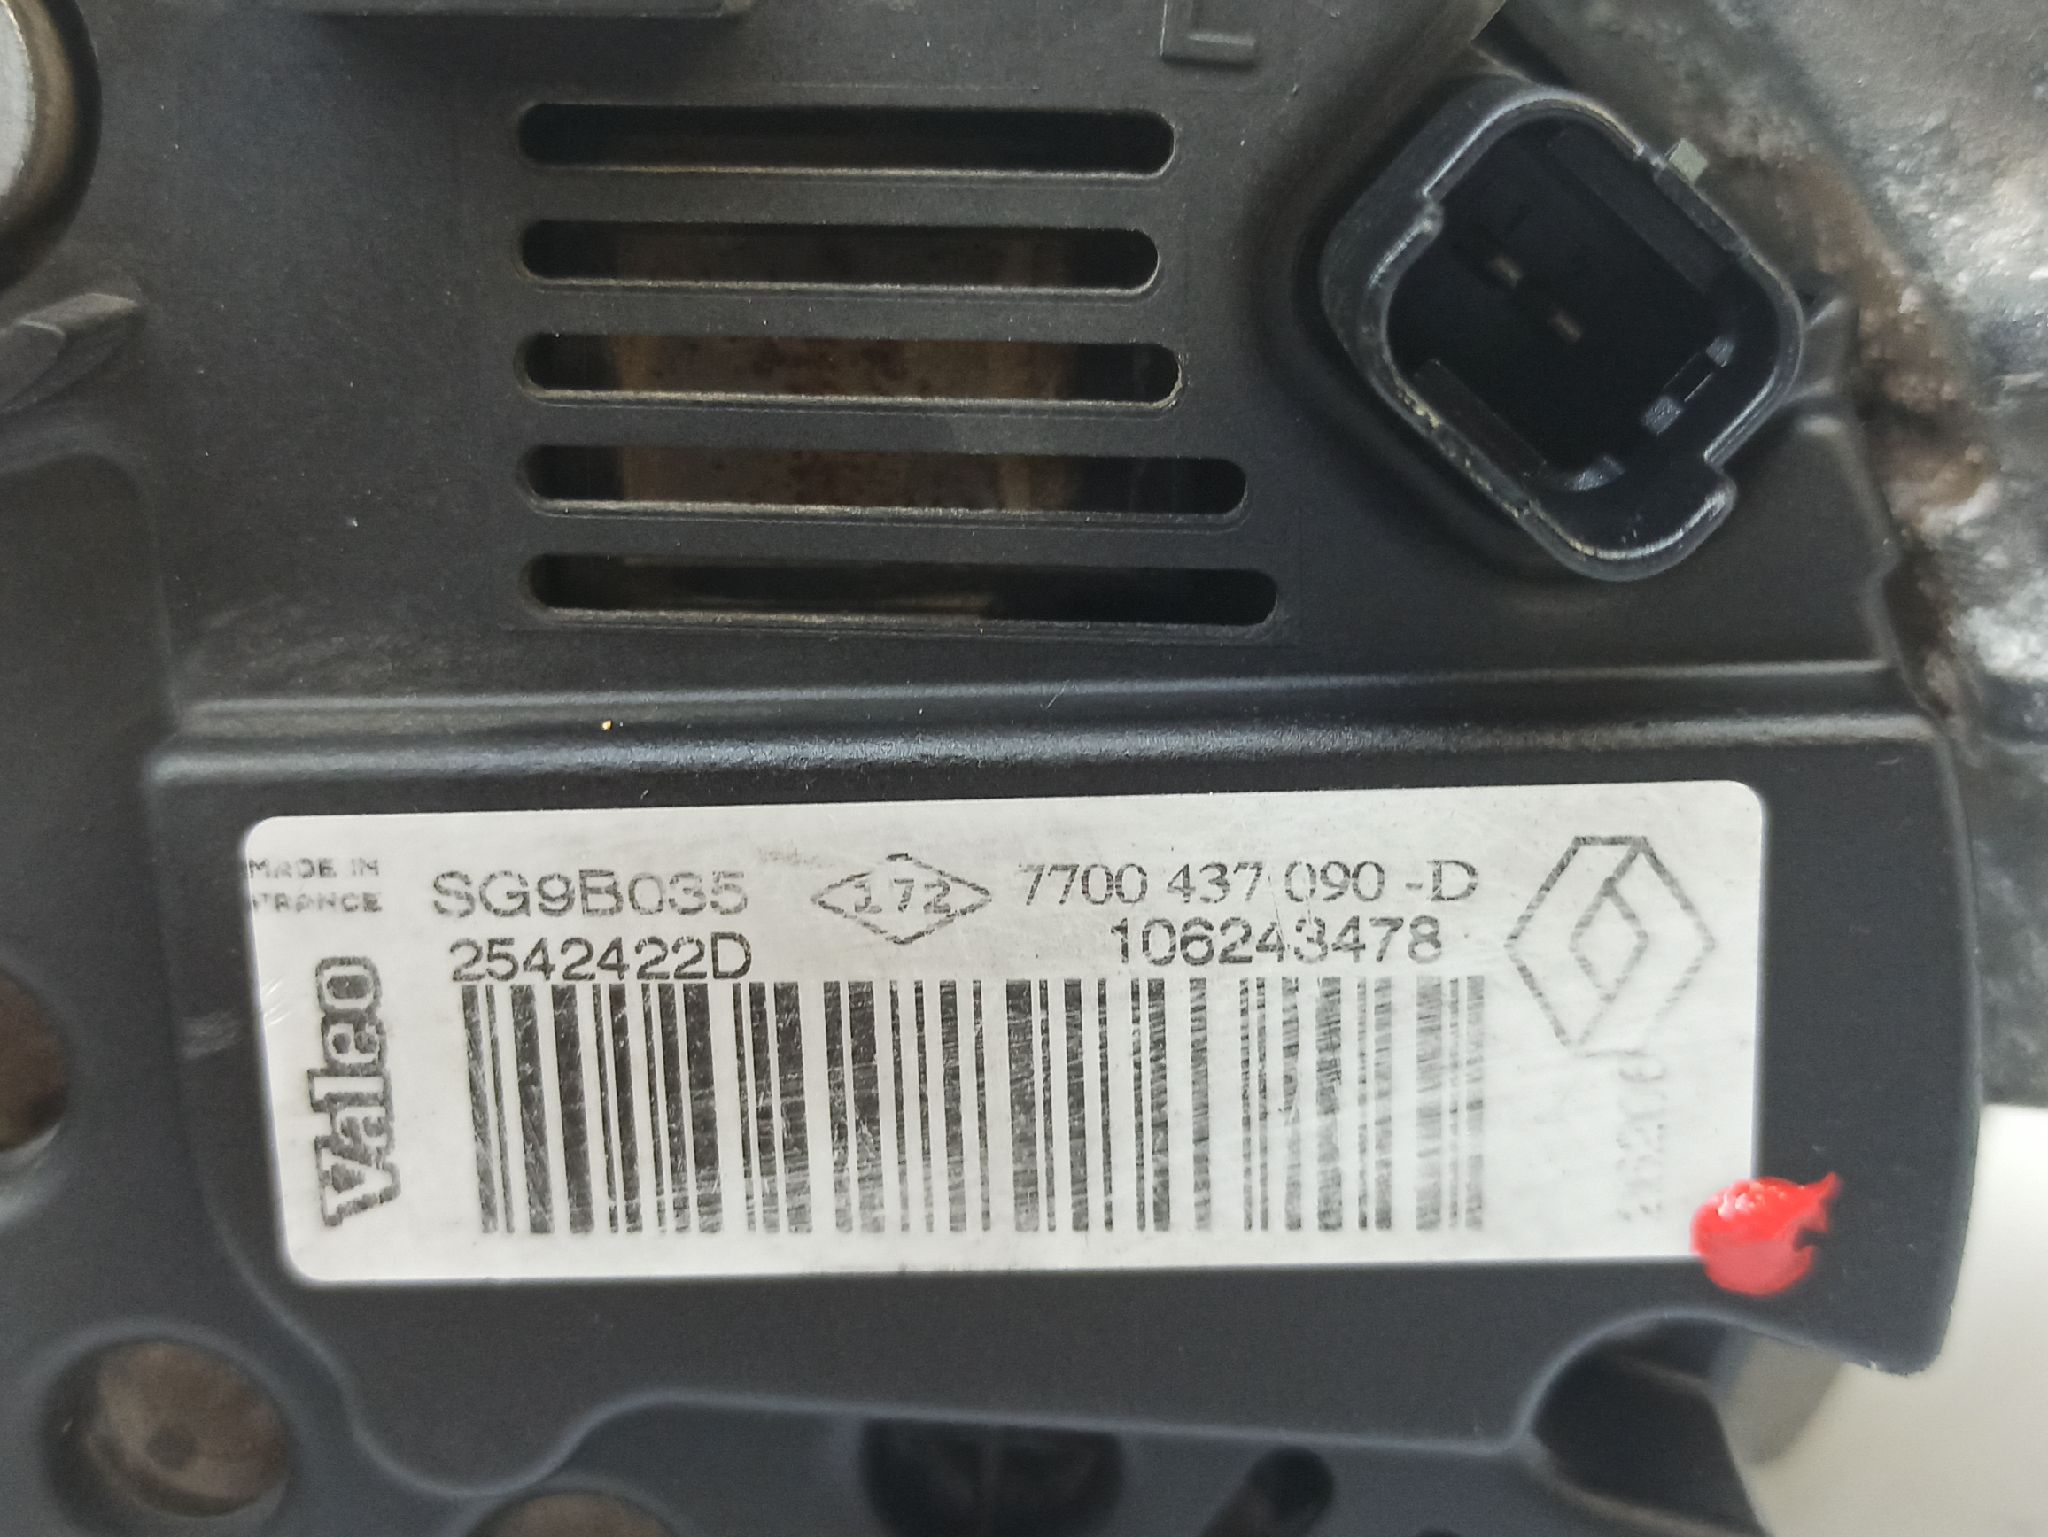 MADE IN
FRANCE
SG9B035
172
7700 437 090 -D
2542422D
106243478
Valeo